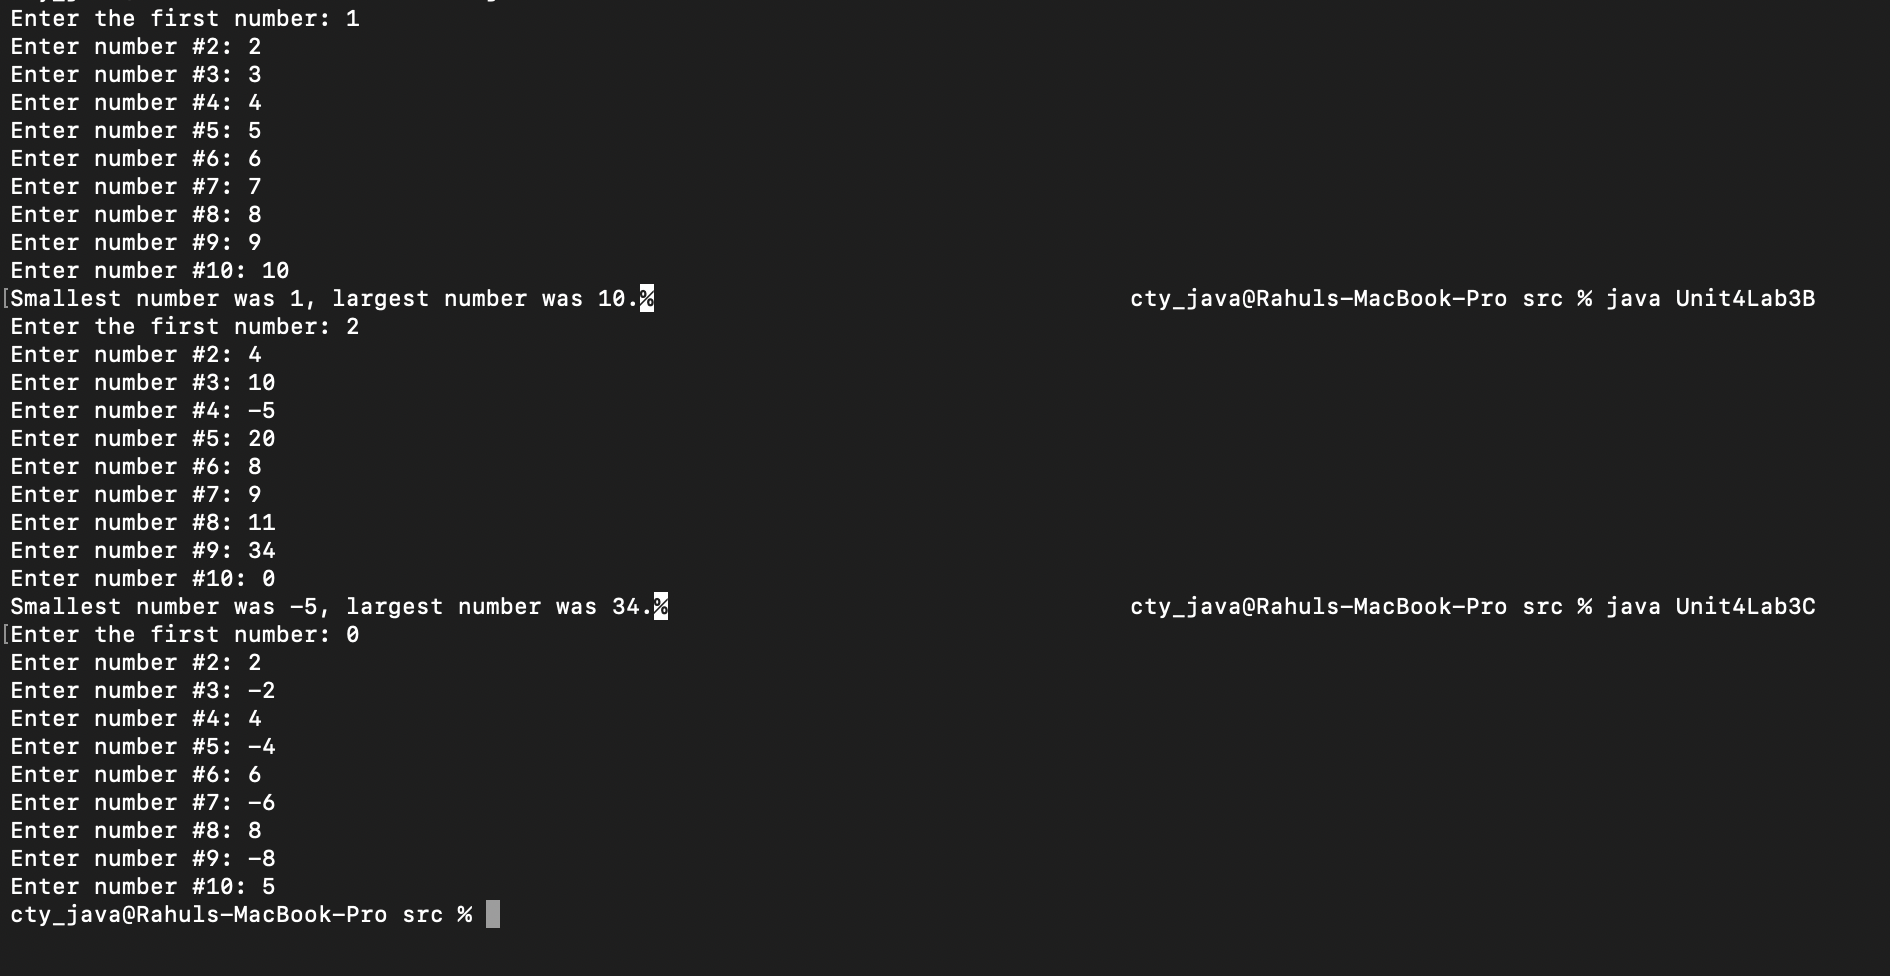 Enter the first number: 1
Enter number #2: 2
Enter number #3: 3
Enter number #4: 4
Enter number #5: 5
Enter number #6: 6
Enter number #7: 7
Enter number #8: 8
Enter number #9: 9
Enter number #10: 10
[Smallest number was 1, largest number was 10.% cty_java@Rahuls-MacBook-Pro src % java Unit4Lab3B
Enter the first number: 2
Enter number #2: 4
Enter number #3: 10
Enter number #4: -5
Enter number #5: 20
Enter number #6: 8
Enter number #7: 9
Enter number #8: 11
Enter number #9: 34
Enter number #10: 0
Smallest number was -5, largest number was 34.% cty_java@Rahuls-MacBook-Pro src % java Unit4Lab3C
[Enter the first number: 0
Enter number #2: 2
Enter number #3: -2
Enter number #4: 4
Enter number #5: -4
Enter number #6: 6
Enter number #7: -6
Enter number #8: 8
Enter number #9: -8
Enter number #10: 5
cty_java@Rahuls-MacBook-Pro src %